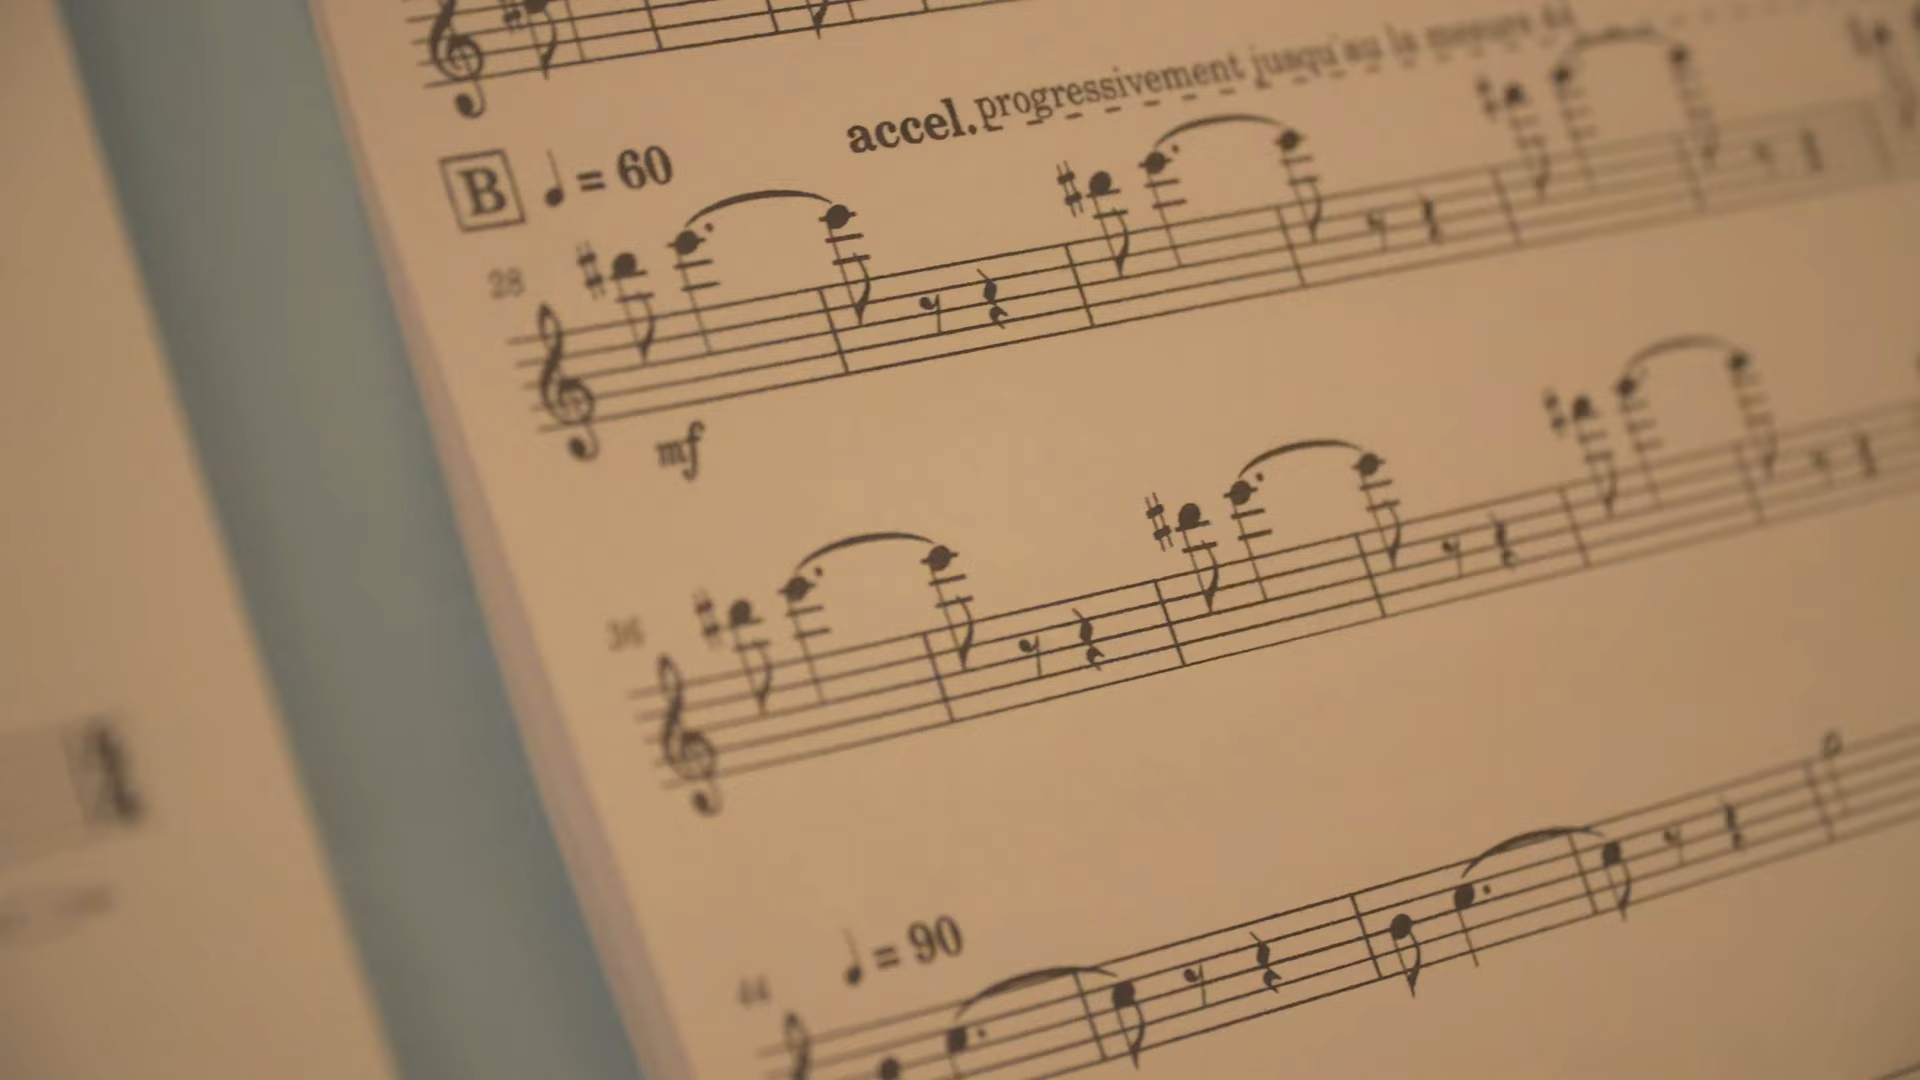 accel. progressivement jusqu'au la mesure 44
B ♩ = 60
28
mf
36
♩ = 90
44